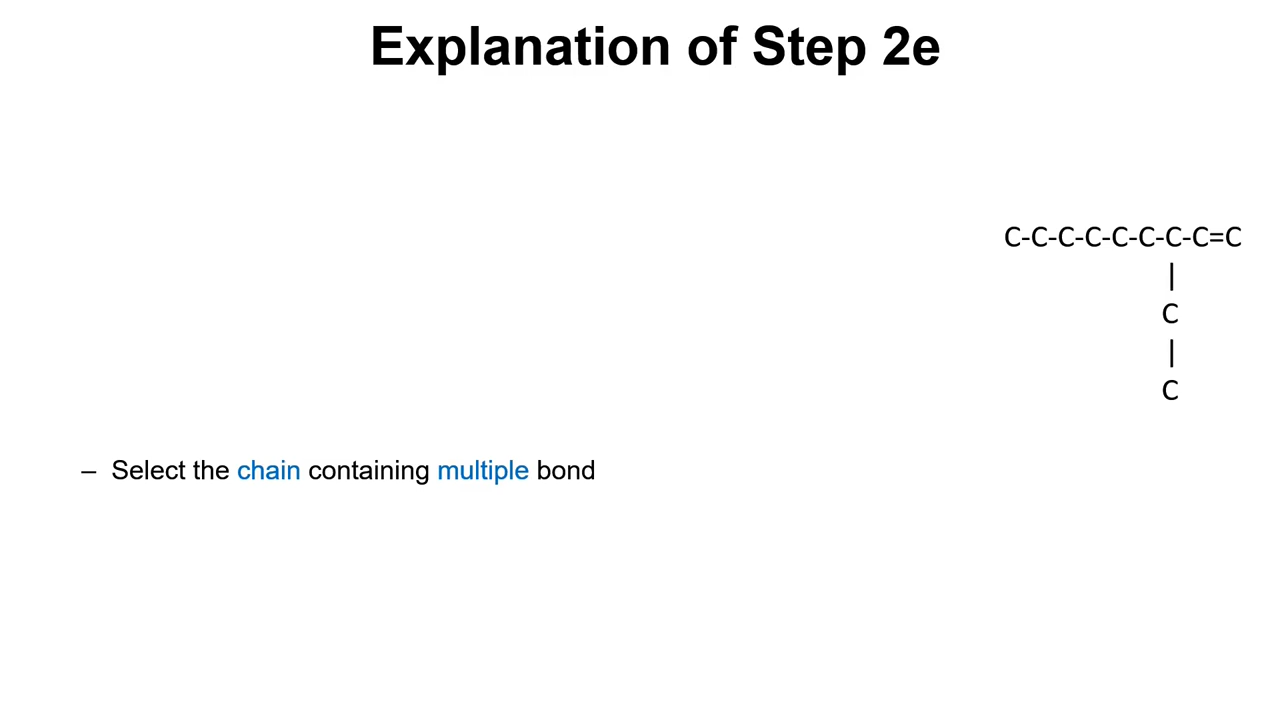 Explanation of Step 2e
C-C-C-C-C-C-C-C=C
|
C
|
C
– Select the chain containing multiple bond